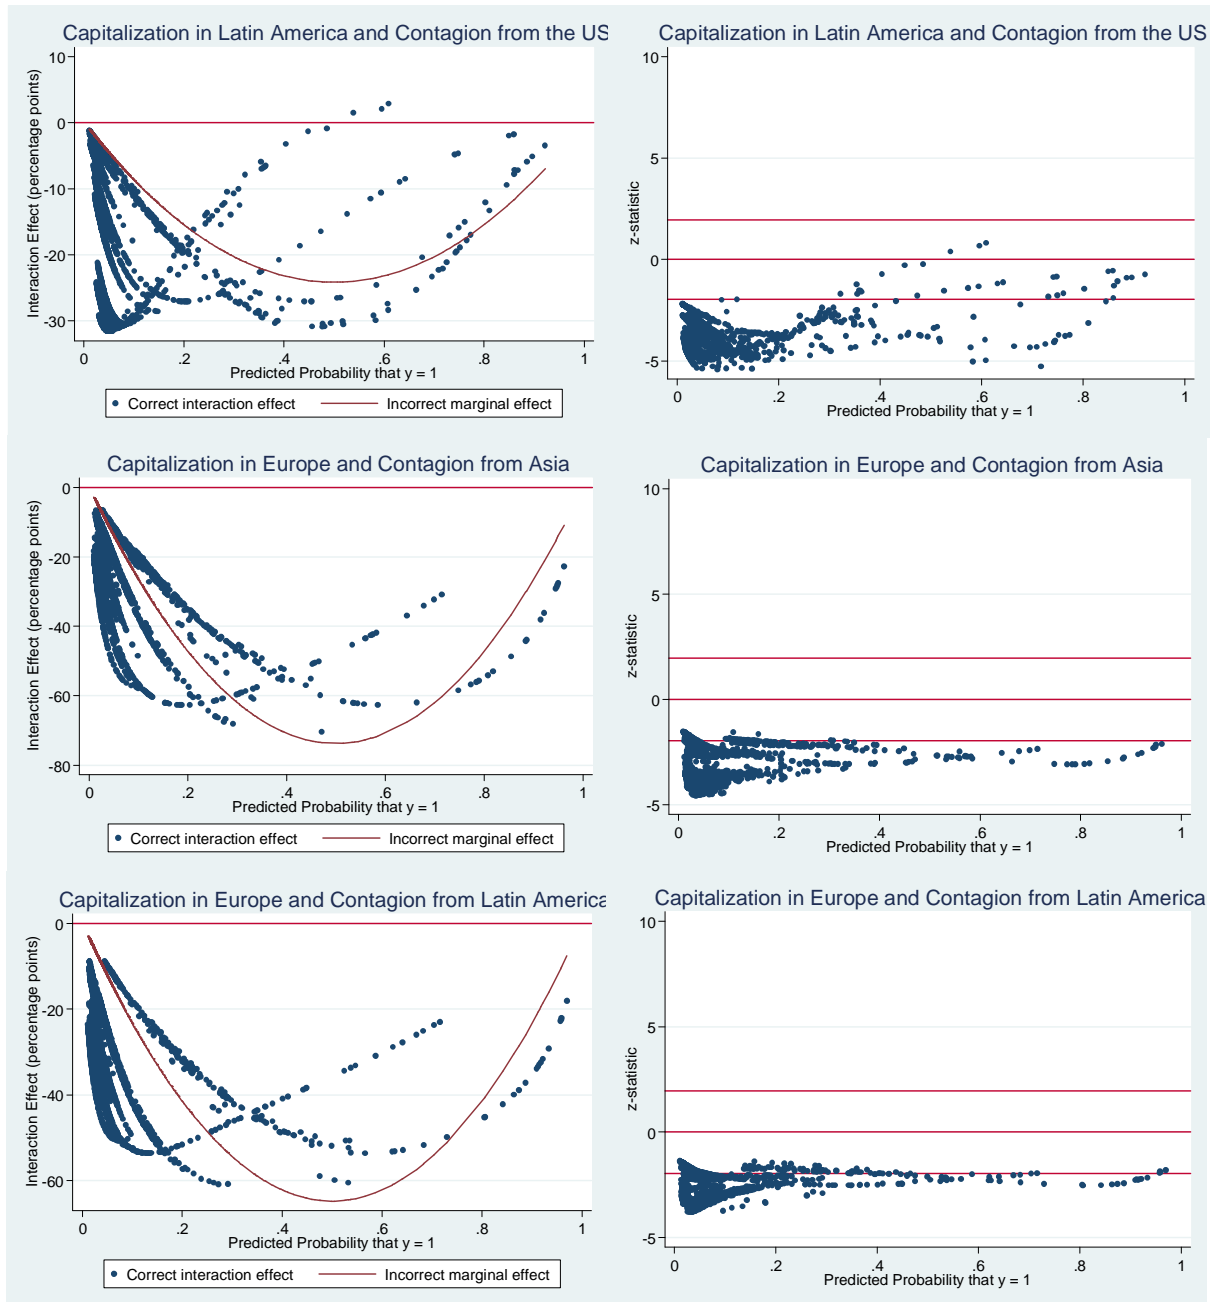 Capitalization in Latin America and Contagion from the US
10
0
-10
-20
-30
Interaction Effect (percentage points)
0
.2
.4
.6
.8
1
Predicted Probability that y = 1
Correct interaction effect
Incorrect marginal effect
Capitalization in Latin America and Contagion from the US
10
5
0
-5
z-statistic
0
.2
.4
.6
.8
1
Predicted Probability that y = 1
Capitalization in Europe and Contagion from Asia
0
-20
-40
-60
-80
Interaction Effect (percentage points)
0
.2
.4
.6
.8
1
Predicted Probability that y = 1
Correct interaction effect
Incorrect marginal effect
Capitalization in Europe and Contagion from Asia
10
5
0
-5
z-statistic
0
.2
.4
.6
.8
1
Predicted Probability that y = 1
Capitalization in Europe and Contagion from Latin America
0
-20
-40
-60
Interaction Effect (percentage points)
0
.2
.4
.6
.8
1
Predicted Probability that y = 1
Correct interaction effect
Incorrect marginal effect
Capitalization in Europe and Contagion from Latin America
10
5
0
-5
z-statistic
0
.2
.4
.6
.8
1
Predicted Probability that y = 1